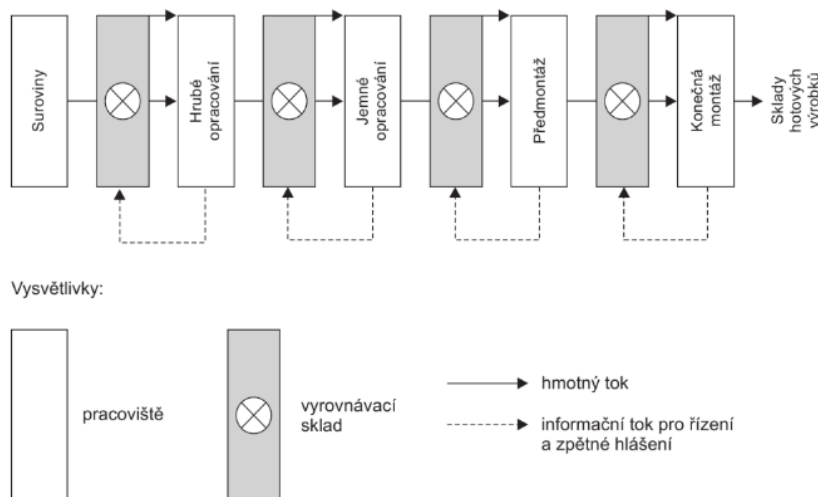 Suroviny
Hrubé
opracování
Jemné
opracování
Předmontáž
Konečná
montáž
Sklady
hotových
výrobků
Vysvětlivky:
pracoviště
vyrovnávací
sklad
hmotný tok
informační tok pro řízení
a zpětné hlášení